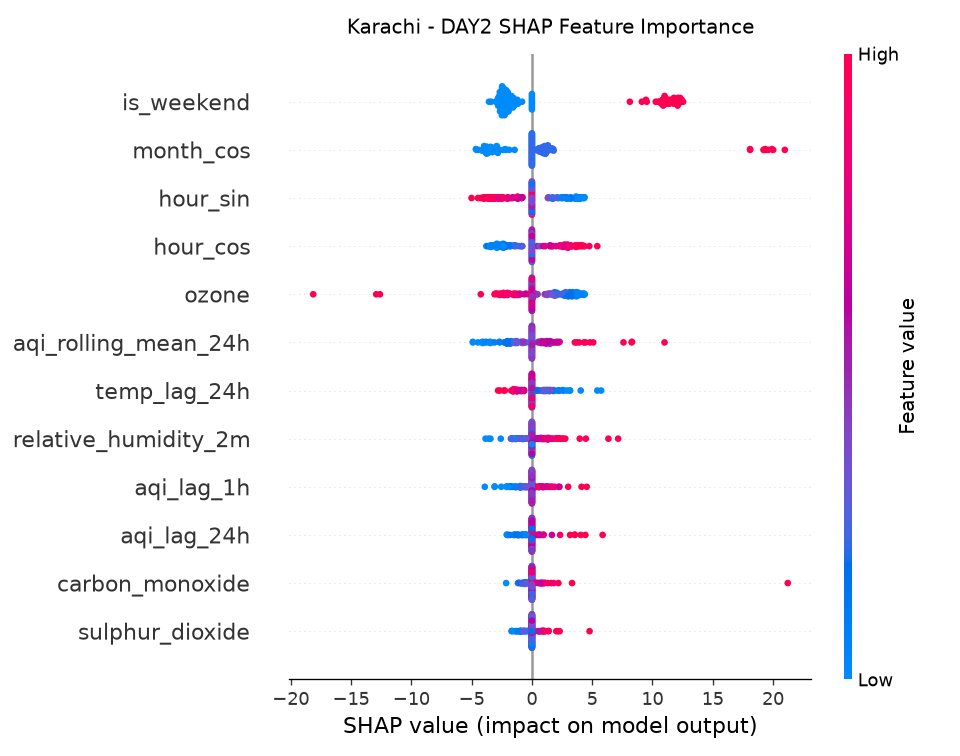 Karachi - DAY2 SHAP Feature Importance
High
is_weekend
month_cos
hour_sin
hour_cos
ozone
aqi_rolling_mean_24h
temp_lag_24h
relative_humidity_2m
aqi_lag_1h
aqi_lag_24h
carbon_monoxide
sulphur_dioxide
Feature value
Low
−20 −15 −10 −5 0 5 10 15 20
SHAP value (impact on model output)